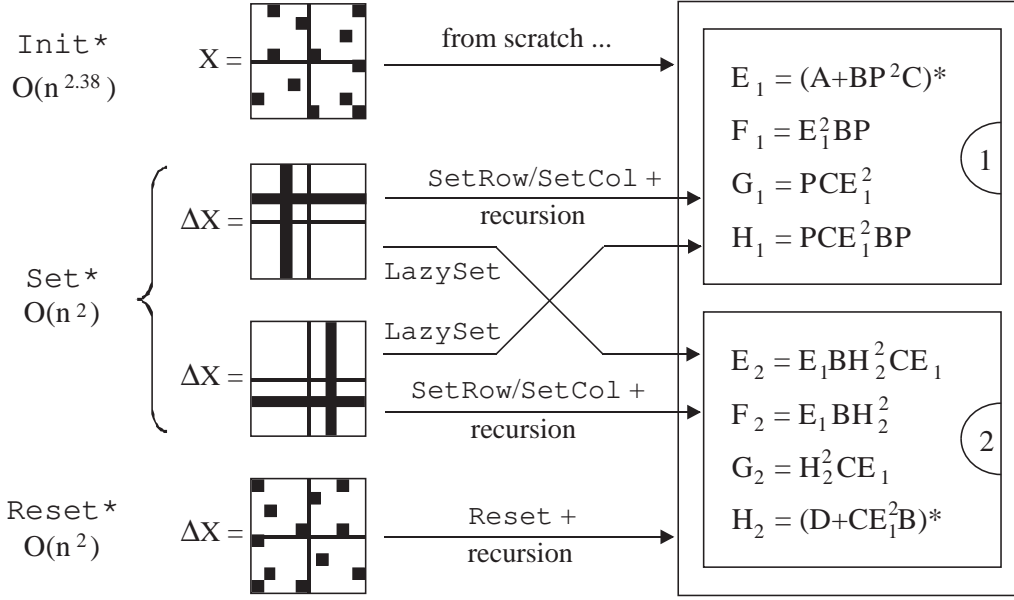 Init*
O(n^2.38)
X =
from scratch ...
Set*
O(n^2)
ΔX =
SetRow/SetCol +
recursion
LazySet
LazySet
ΔX =
SetRow/SetCol +
recursion
Reset*
O(n^2)
ΔX =
Reset +
recursion
E_1 = (A+BP^2C)*
F_1 = E_1^2BP
G_1 = PCE_1^2
H_1 = PCE_1^2BP
1
E_2 = E_1BH_2^2CE_1
F_2 = E_1BH_2^2
G_2 = H_2^2CE_1
H_2 = (D+CE_1^2B)*
2